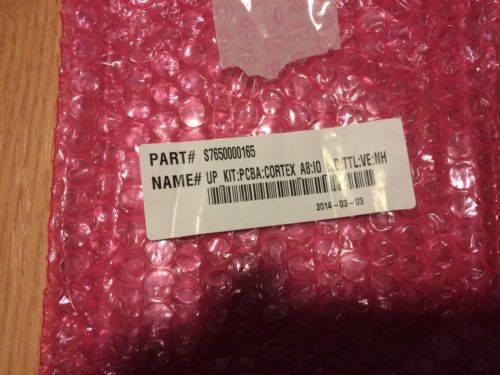 PART# S7650000165
NAME# UP KIT:PCBA:CORTEX A8:IO TTL:VE:NH
2014-03-03